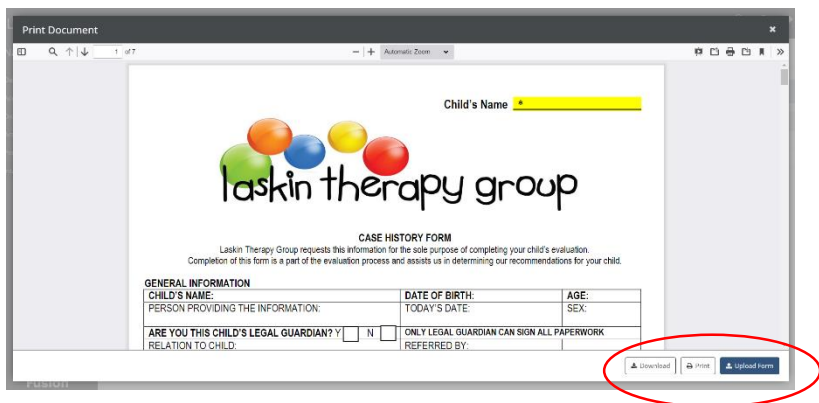 Print Document
1 of 7
Automatic Zoom
Child's Name *
laskin therapy group
CASE HISTORY FORM
Laskin Therapy Group requests this information for the sole purpose of completing your child's evaluation.
Completion of this form is a part of the evaluation process and assists us in determining our recommendations for your child.
GENERAL INFORMATION
CHILD'S NAME: DATE OF BIRTH: AGE:
PERSON PROVIDING THE INFORMATION: TODAY'S DATE: SEX:
ARE YOU THIS CHILD'S LEGAL GUARDIAN? Y N ONLY LEGAL GUARDIAN CAN SIGN ALL PAPERWORK
RELATION TO CHILD: REFERRED BY:
Download Print Upload Form
Fusion